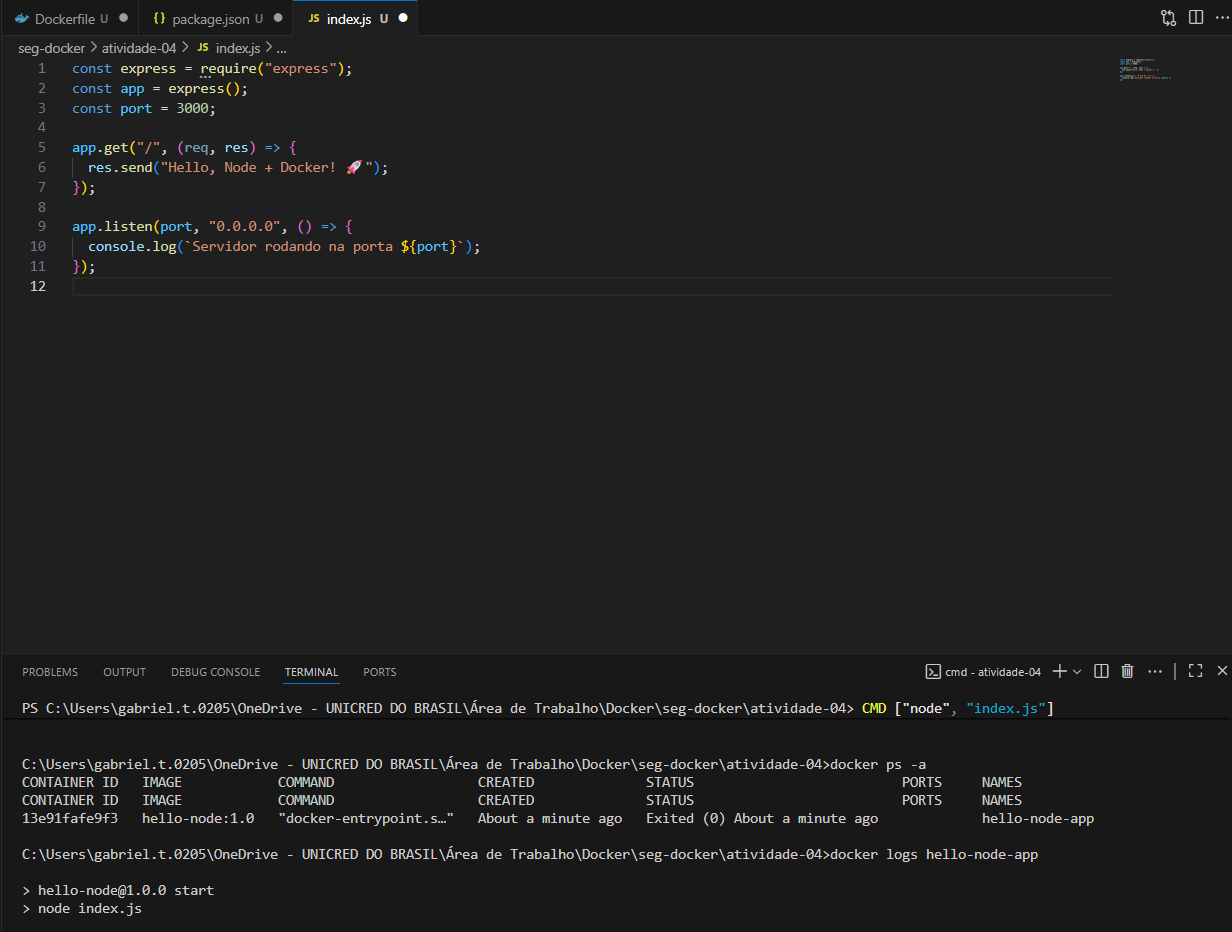 Dockerfile U
{} package.json U
JS index.js U
seg-docker > atividade-04 > JS index.js > ...
1 const express = require("express");
2 const app = express();
3 const port = 3000;
4
5 app.get("/", (req, res) => {
6 res.send("Hello, Node + Docker! 🚀");
7 });
8
9 app.listen(port, "0.0.0.0", () => {
10 console.log(`Servidor rodando na porta ${port}`);
11 });
12
PROBLEMS OUTPUT DEBUG CONSOLE TERMINAL PORTS cmd - atividade-04
PS C:\Users\gabriel.t.0205\OneDrive - UNICRED DO BRASIL\Área de Trabalho\Docker\seg-docker\atividade-04> CMD ["node", "index.js"]
C:\Users\gabriel.t.0205\OneDrive - UNICRED DO BRASIL\Área de Trabalho\Docker\seg-docker\atividade-04>docker ps -a
CONTAINER ID IMAGE COMMAND CREATED STATUS PORTS NAMES
CONTAINER ID IMAGE COMMAND CREATED STATUS PORTS NAMES
13e91fafe9f3 hello-node:1.0 "docker-entrypoint.s…" About a minute ago Exited (0) About a minute ago hello-node-app
C:\Users\gabriel.t.0205\OneDrive - UNICRED DO BRASIL\Área de Trabalho\Docker\seg-docker\atividade-04>docker logs hello-node-app
> hello-node@1.0.0 start
> node index.js